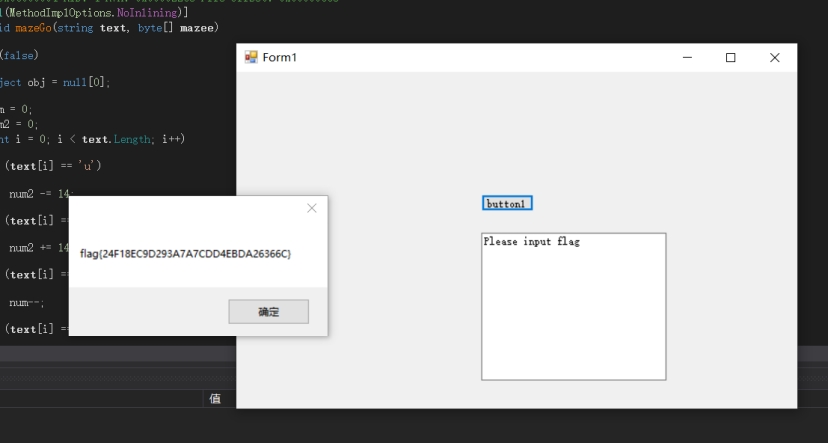 l(MethodImplOptions.NoInlining)]
id mazeGo(string text, byte[] mazee)
(false)
ject obj = null[0];
m = 0;
m2 = 0;
nt i = 0; i < text.Length; i++)
(text[i] == 'u')
num2 -= 14;
(text[i] ==
num2 += 14
(text[i] ==
num--;
(text[i] ==
值
Form1
button1
Please input flag
flag{24F18EC9D293A7A7CDD4EBDA26366C}
确定